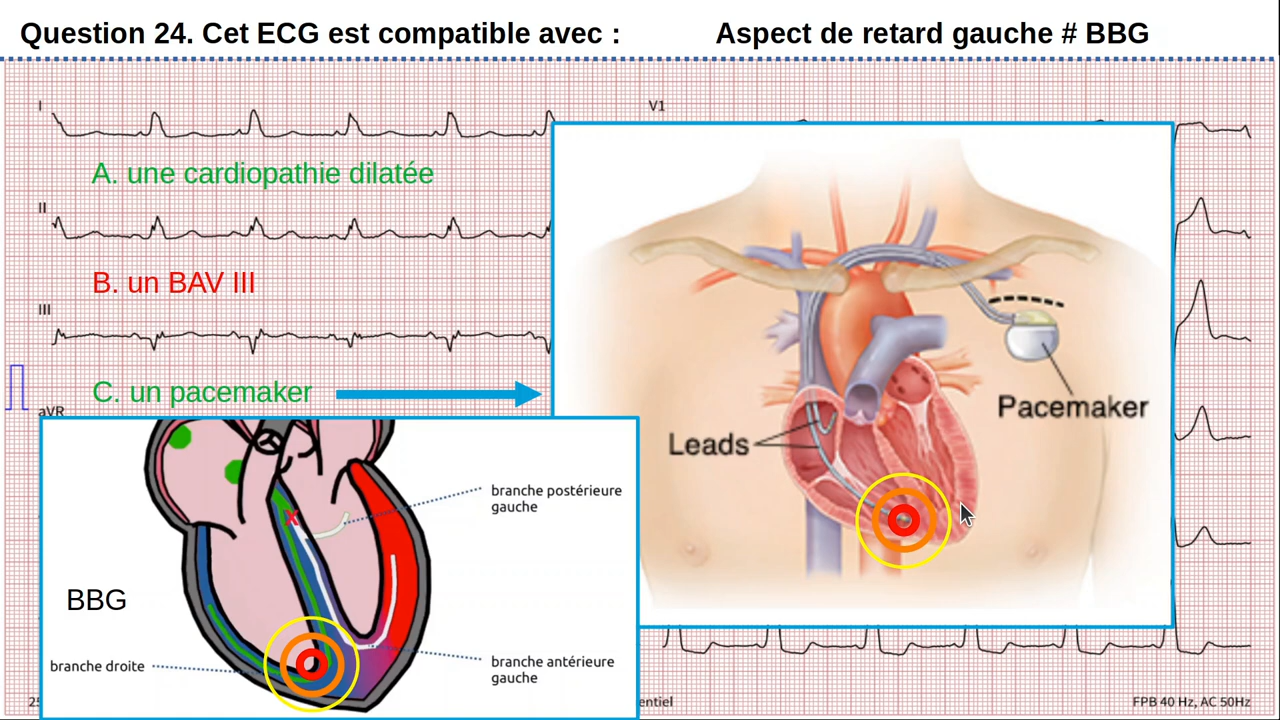 Question 24. Cet ECG est compatible avec :
Aspect de retard gauche # BBG
I
V1
A. une cardiopathie dilatée
II
B. un BAV III
III
C. un pacemaker
aVR
Pacemaker
Leads
branche postérieure
gauche
BBG
branche droite
branche antérieure
gauche
25
entiel
FPB 40 Hz, AC 50Hz